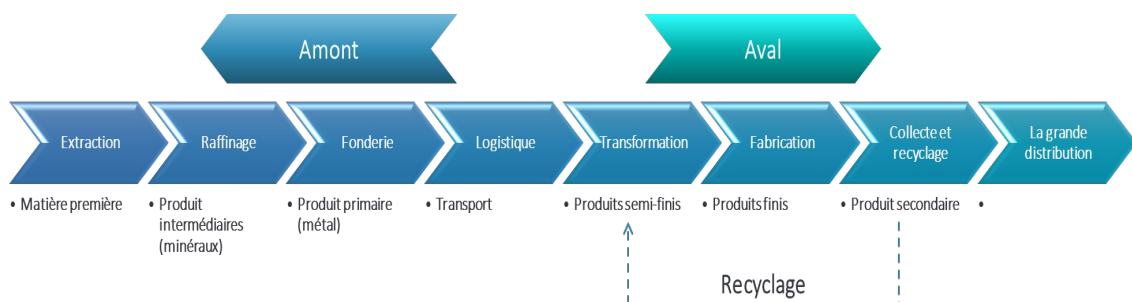 Amont
Aval
Extraction
Raffinage
Fonderie
Logistique
Transformation
Fabrication
Collecte et
recyclage
La grande
distribution
• Matière première
• Produit
intermédiaires
(minéraux)
• Produit primaire
(métal)
• Transport
• Produits semi-finis
• Produits finis
• Produit secondaire
•
Recyclage